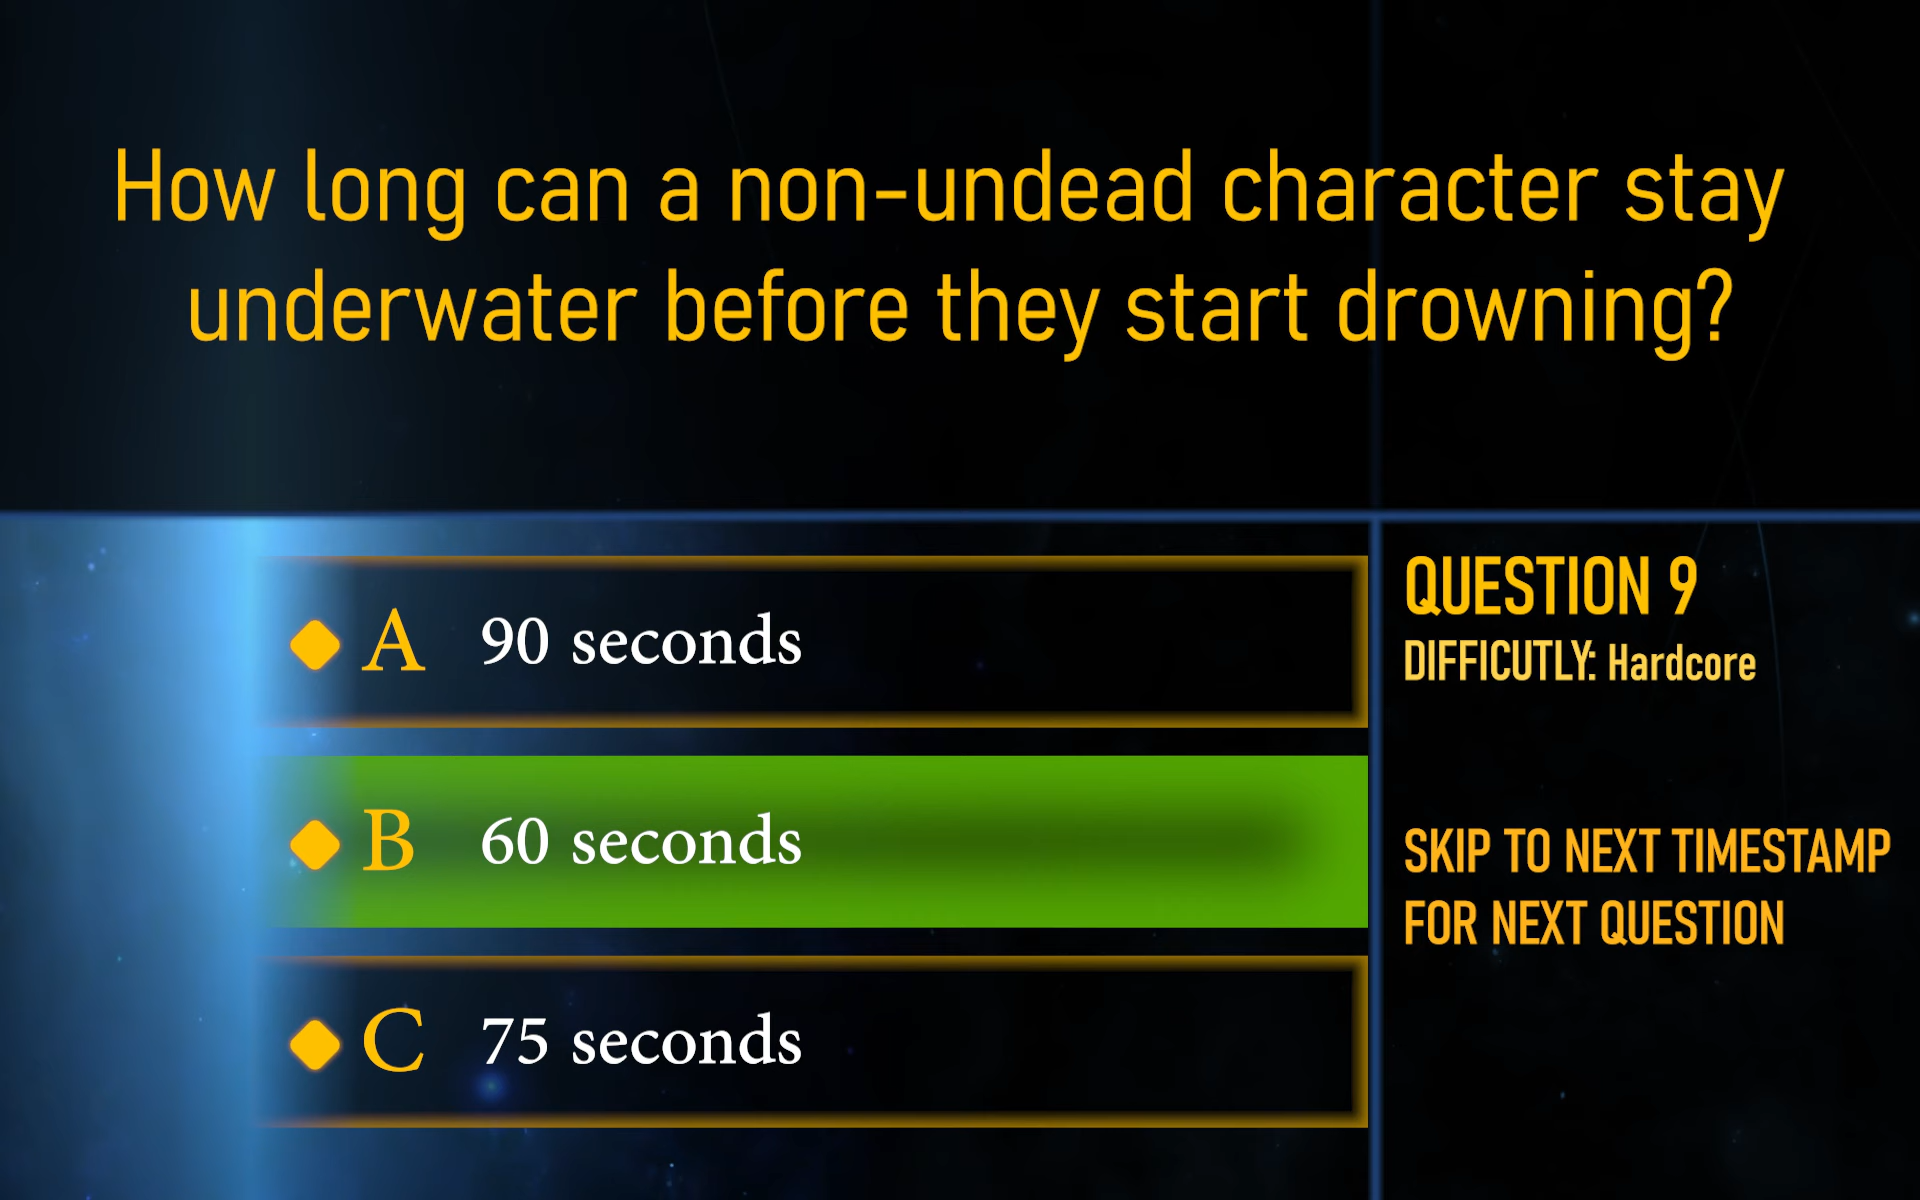 How long can a non-undead character stay
underwater before they start drowning?
A 90 seconds
B 60 seconds
C 75 seconds
QUESTION 9
DIFFICUTLY: Hardcore
SKIP TO NEXT TIMESTAMP
FOR NEXT QUESTION